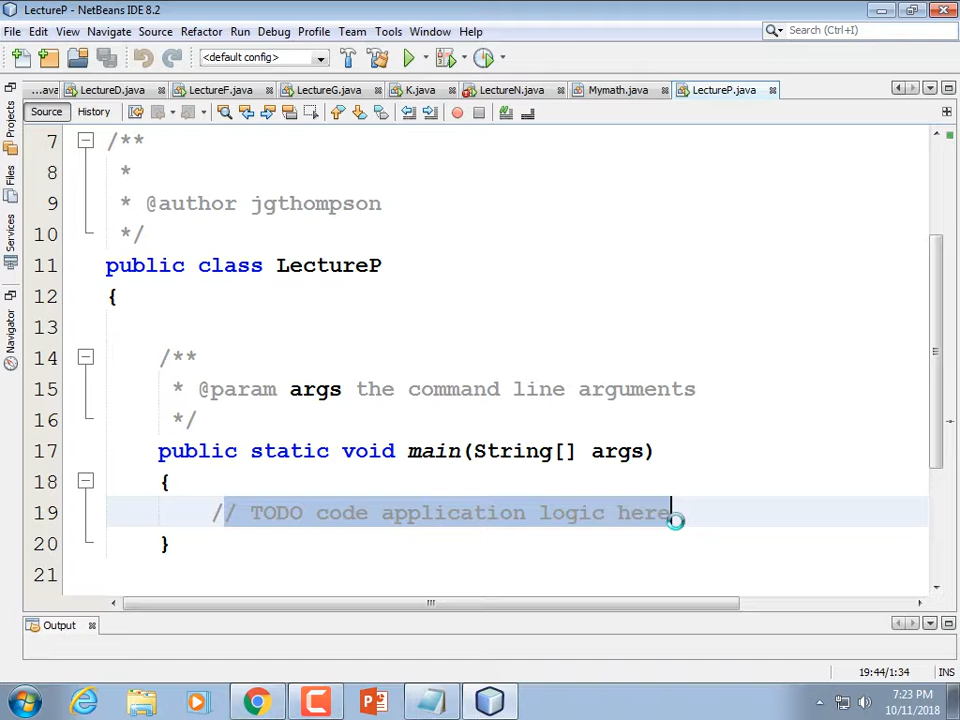 LectureP - NetBeans IDE 8.2
File Edit View Navigate Source Refactor Run Debug Profile Team Tools Window Help
Search (Ctrl+I)
<default config>
...ava LectureD.java LectureF.java LectureG.java K.java LectureN.java Mymath.java LectureP.java
Source History
Projects
Files
Services
Navigator
7 /**
8 *
9 * @author jgthompson
10 */
11 public class LectureP
12 {
13
14 /**
15 * @param args the command line arguments
16 */
17 public static void main(String[] args)
18 {
19 // TODO code application logic here
20 }
21
Output
19:44/1:34 INS
7:23 PM
10/11/2018